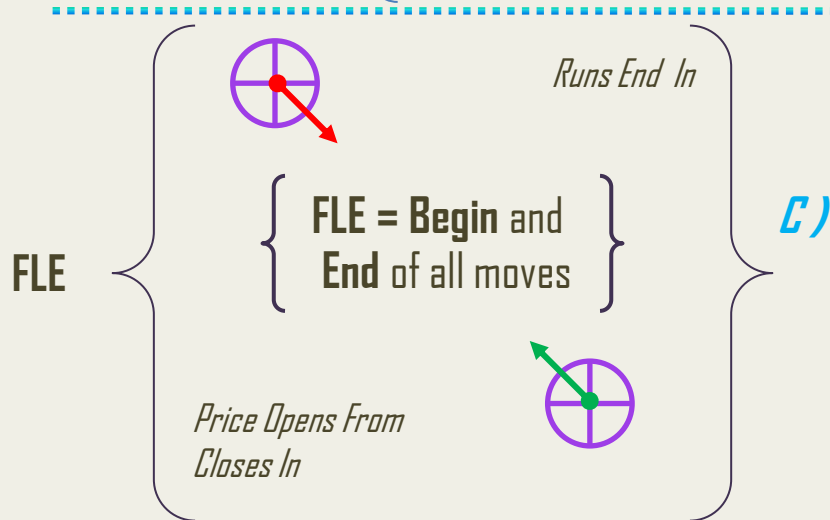 Runs End In
FLE = Begin and
End of all moves
C )
FLE
Price Opens From
Closes In